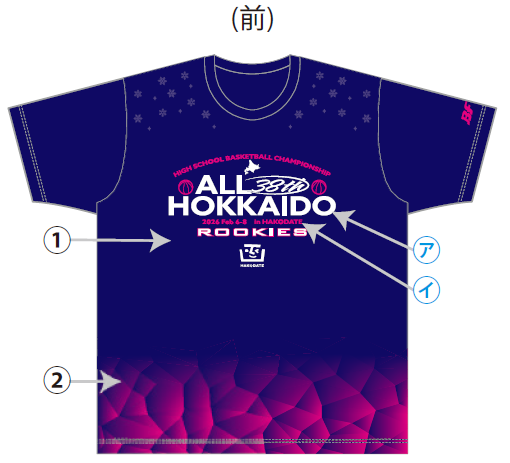 (前)
BF
HIGH SCHOOL BASKETBALL CHAMPIONSHIP
ALL 38th
HOKKAIDO
2026 Feb 6-8 in HAKODATE
ROOKIES
HAKODATE
①
②
ア
イ